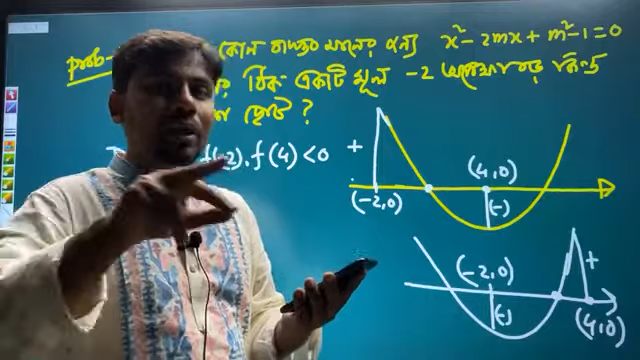 prob- কোন বাস্তব মানের জন্য x²- 2mx + m²-1 = 0
ঠিক একটি মূল -2 অপেক্ষা বড় কিন্তু
ছোট ?
f(-2). f(4) <0
+
(4,0)
(-2,0)
(-)
(-2,0)
+
(-)
(4,0)